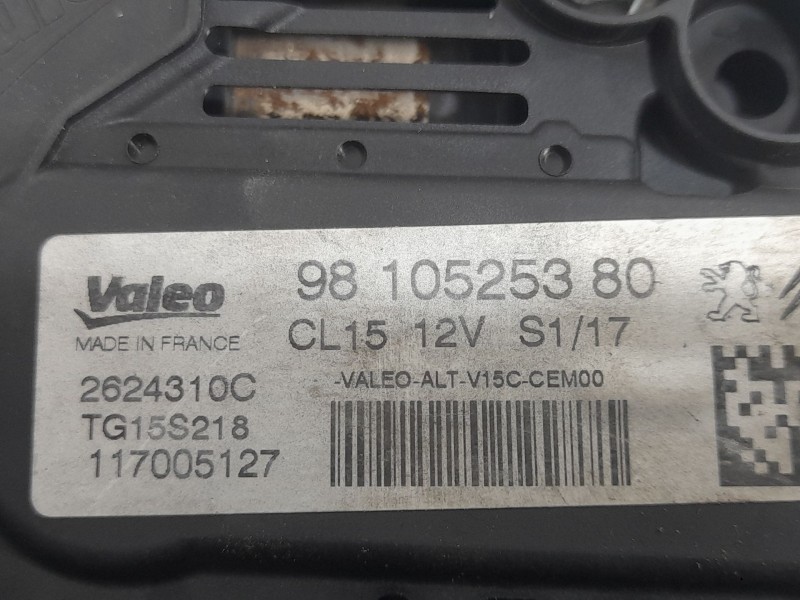 Valeo
MADE IN FRANCE
98 105253 80
CL15 12V S1/17
2624310C
TG15S218
117005127
-VALEO-ALT-V15C-CEM00